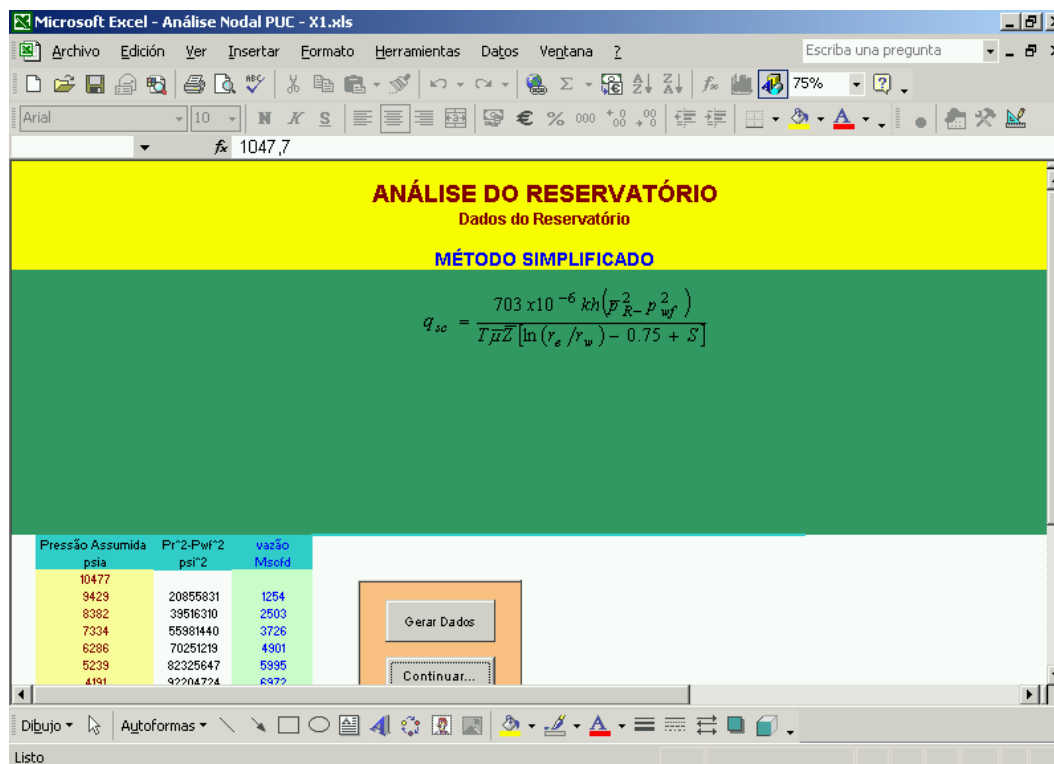 Microsoft Excel - Análise Nodal PUC - X1.xls
Archivo Edición Ver Insertar Formato Herramientas Datos Ventana ? Escriba una pregunta
75%
Arial 10 N K S € % 000
fx 1047,7
ANÁLISE DO RESERVATÓRIO
Dados do Reservatório
MÉTODO SIMPLIFICADO
q_sc = 703 x10^-6 kh(p̅²_R– p²_wf) / Tμ̅Z̅[ln(r_e/r_w) – 0.75 + S]
Pressão Assumida Pr^2-Pwf^2 vazão
psia psi^2 Mscfd
10477
9429 20855831 1254
8382 39516310 2503
7334 55981440 3726
6286 70251219 4901
5239 82325647 5995
4191 92204724 6972
Gerar Dados
Continuar...
Dibujo Autoformas
Listo